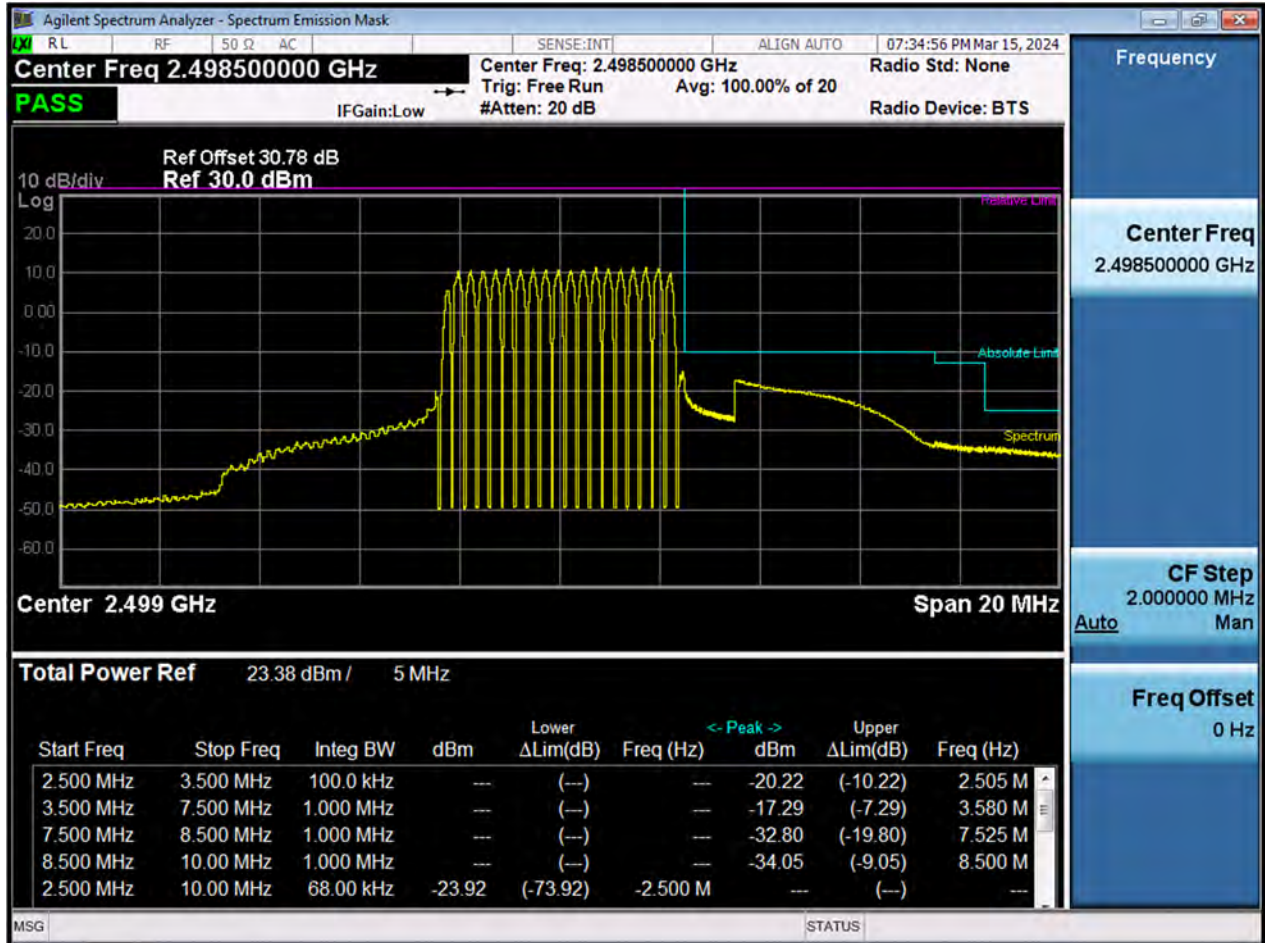 Agilent Spectrum Analyzer - Spectrum Emission Mask
LXI RL RF 50 Ω AC SENSE:INT ALIGN AUTO 07:34:56 PM Mar 15, 2024
Center Freq 2.498500000 GHz Center Freq: 2.498500000 GHz Radio Std: None
Trig: Free Run Avg: 100.00% of 20
PASS IFGain:Low #Atten: 20 dB Radio Device: BTS
Ref Offset 30.78 dB
10 dB/div Ref 30.0 dBm
Log
Relative Limit
20.0
10.0
0.00
-10.0
Absolute Limit
-20.0
-30.0
Spectrum
-40.0
-50.0
-60.0
Center 2.499 GHz Span 20 MHz
Total Power Ref 23.38 dBm / 5 MHz
Lower <- Peak -> Upper
Start Freq Stop Freq Integ BW dBm ΔLim(dB) Freq (Hz) dBm ΔLim(dB) Freq (Hz)
2.500 MHz 3.500 MHz 100.0 kHz --- (---) --- -20.22 (-10.22) 2.505 M
3.500 MHz 7.500 MHz 1.000 MHz --- (---) --- -17.29 (-7.29) 3.580 M
7.500 MHz 8.500 MHz 1.000 MHz --- (---) --- -32.80 (-19.80) 7.525 M
8.500 MHz 10.00 MHz 1.000 MHz --- (---) --- -34.05 (-9.05) 8.500 M
2.500 MHz 10.00 MHz 68.00 kHz -23.92 (-73.92) -2.500 M --- (---) ---
MSG STATUS
Frequency
Center Freq
2.498500000 GHz
CF Step
2.000000 MHz
Auto Man
Freq Offset
0 Hz